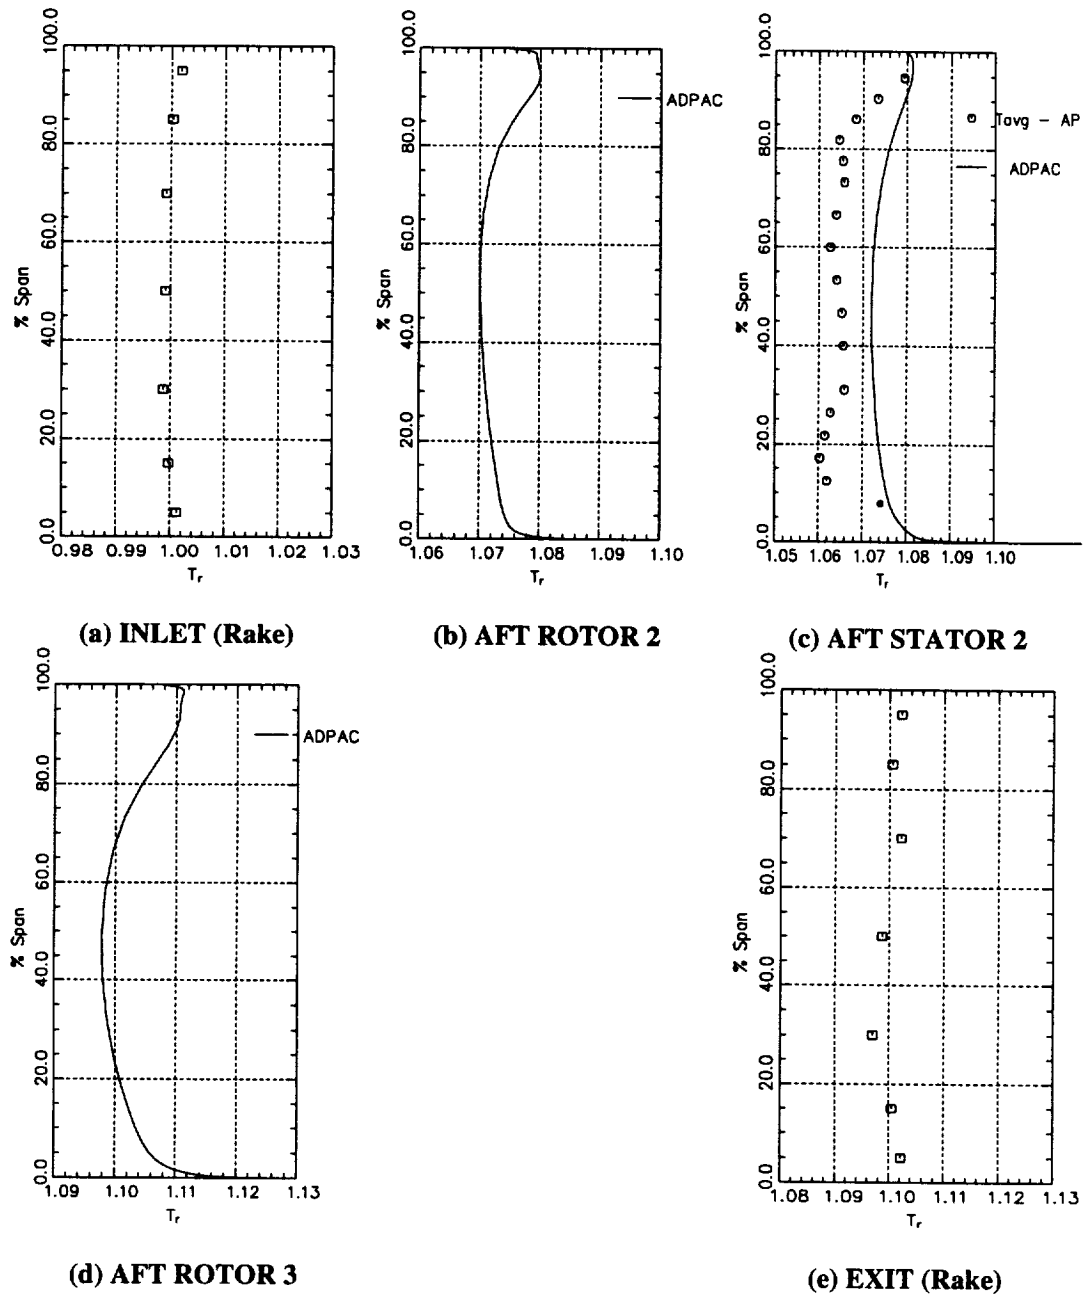 100.0
80.0
60.0
40.0
20.0
0.0
% Span
0.98 0.99 1.00 1.01 1.02 1.03
Tr
(a) INLET (Rake)
100.0
80.0
60.0
40.0
20.0
0.0
% Span
ADPAC
1.06 1.07 1.08 1.09 1.10
Tr
(b) AFT ROTOR 2
100.0
80.0
60.0
40.0
20.0
0.0
% Span
Tavg - AP
ADPAC
1.05 1.06 1.07 1.08 1.09 1.10
Tr
(c) AFT STATOR 2
100.0
80.0
60.0
40.0
20.0
0.0
% Span
ADPAC
1.09 1.10 1.11 1.12 1.13
Tr
(d) AFT ROTOR 3
100.0
80.0
60.0
40.0
20.0
0.0
% Span
1.08 1.09 1.10 1.11 1.12 1.13
Tr
(e) EXIT (Rake)